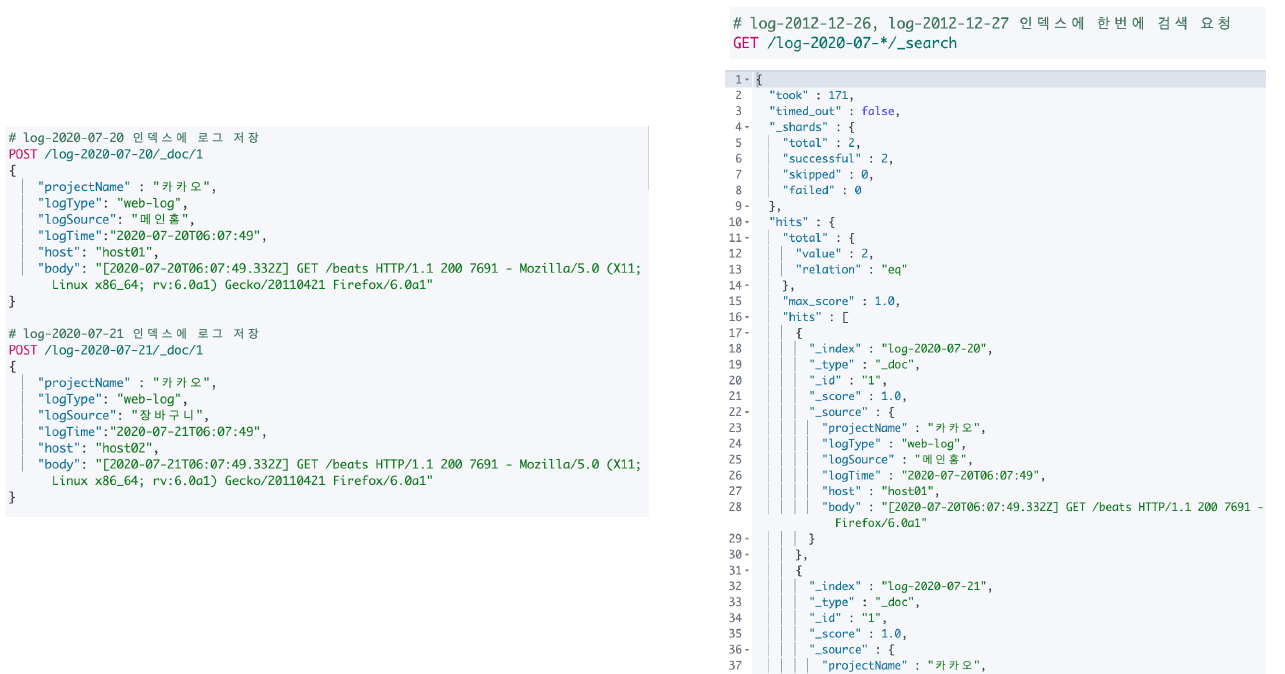 # log-2020-07-20 인덱스에 로그 저장
POST /log-2020-07-20/_doc/1
{
"projectName" : "카카오",
"logType": "web-log",
"logSource": "메인홈",
"logTime":"2020-07-20T06:07:49",
"host": "host01",
"body": "[2020-07-20T06:07:49.332Z] GET /beats HTTP/1.1 200 7691 - Mozilla/5.0 (X11;
Linux x86_64; rv:6.0a1) Gecko/20110421 Firefox/6.0a1"
}
# log-2020-07-21 인덱스에 로그 저장
POST /log-2020-07-21/_doc/1
{
"projectName" : "카카오",
"logType": "web-log",
"logSource": "장바구니",
"logTime":"2020-07-21T06:07:49",
"host": "host02",
"body": "[2020-07-21T06:07:49.332Z] GET /beats HTTP/1.1 200 7691 - Mozilla/5.0 (X11;
Linux x86_64; rv:6.0a1) Gecko/20110421 Firefox/6.0a1"
}
# log-2012-12-26, log-2012-12-27 인덱스에 한번에 검색 요청
GET /log-2020-07-*/_search
1 {
2 "took" : 171,
3 "timed_out" : false,
4 "_shards" : {
5 "total" : 2,
6 "successful" : 2,
7 "skipped" : 0,
8 "failed" : 0
9 },
10 "hits" : {
11 "total" : {
12 "value" : 2,
13 "relation" : "eq"
14 },
15 "max_score" : 1.0,
16 "hits" : [
17 {
18 "_index" : "log-2020-07-20",
19 "_type" : "_doc",
20 "_id" : "1",
21 "_score" : 1.0,
22 "_source" : {
23 "projectName" : "카카오",
24 "logType" : "web-log",
25 "logSource" : "메인홈",
26 "logTime" : "2020-07-20T06:07:49",
27 "host" : "host01",
28 "body" : "[2020-07-20T06:07:49.332Z] GET /beats HTTP/1.1 200 7691 -
Firefox/6.0a1"
29 }
30 },
31 {
32 "_index" : "log-2020-07-21",
33 "_type" : "_doc",
34 "_id" : "1",
35 "_score" : 1.0,
36 "_source" : {
37 "projectName" : "카카오",